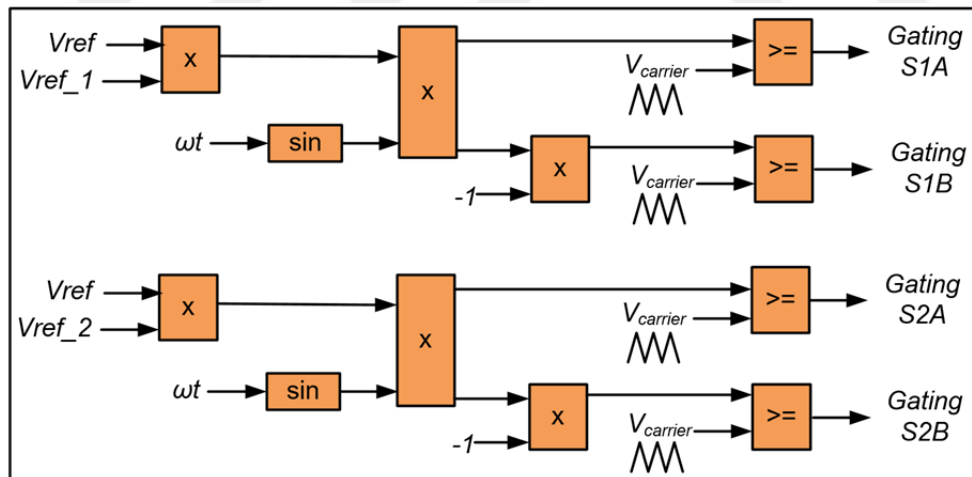 Vref
x
Vref_1
ωt
sin
x
x
-1
Vcarrier
>=
Gating
S1A
Vcarrier
>=
Gating
S1B
Vref
x
Vref_2
ωt
sin
x
x
-1
Vcarrier
>=
Gating
S2A
Vcarrier
>=
Gating
S2B